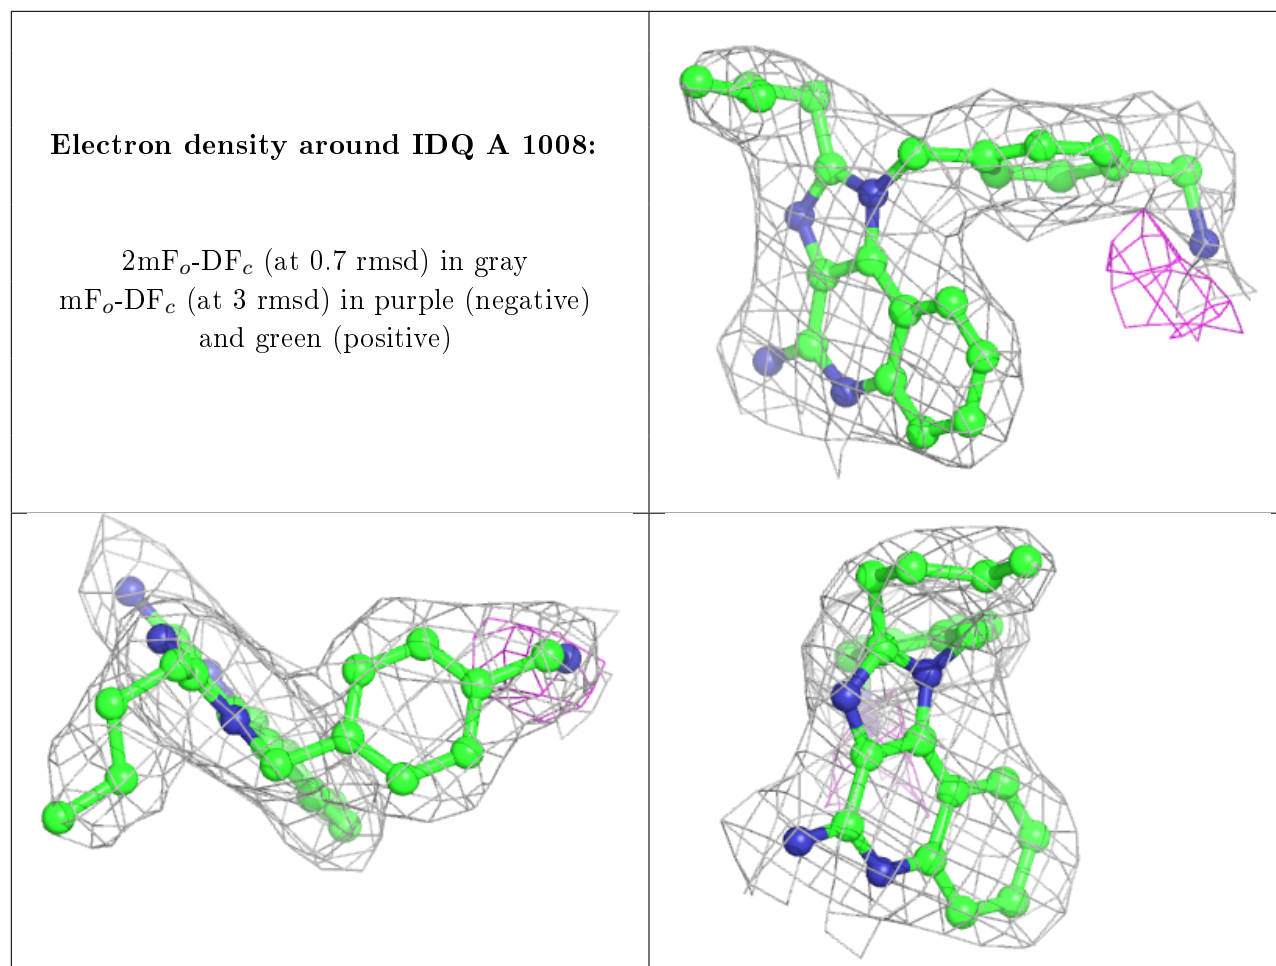 Electron density around IDQ A 1008:
2mFo-DFc (at 0.7 rmsd) in gray
mFo-DFc (at 3 rmsd) in purple (negative)
and green (positive)